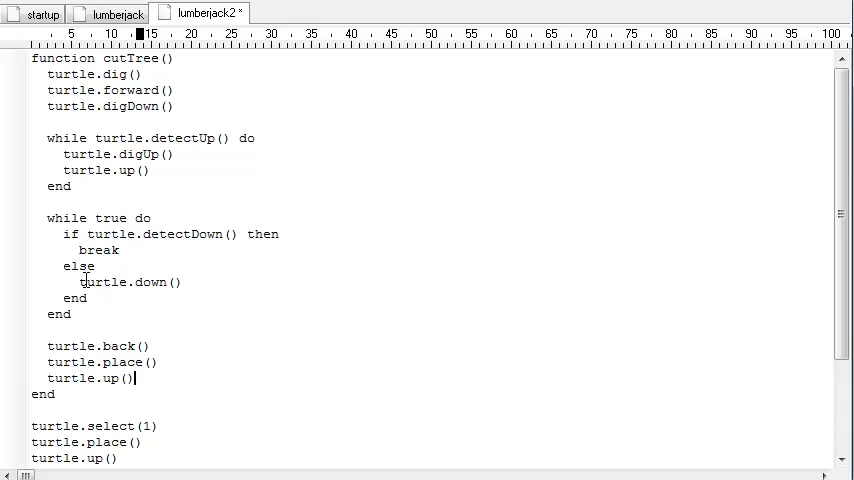 startup lumberjack lumberjack2 *
5 10 15 20 25 30 35 40 45 50 55 60 65 70 75 80 85 90 95 100
function cutTree()
turtle.dig()
turtle.forward()
turtle.digDown()
while turtle.detectUp() do
turtle.digUp()
turtle.up()
end
while true do
if turtle.detectDown() then
break
else
turtle.down()
end
end
turtle.back()
turtle.place()
turtle.up()
end
turtle.select(1)
turtle.place()
turtle.up()